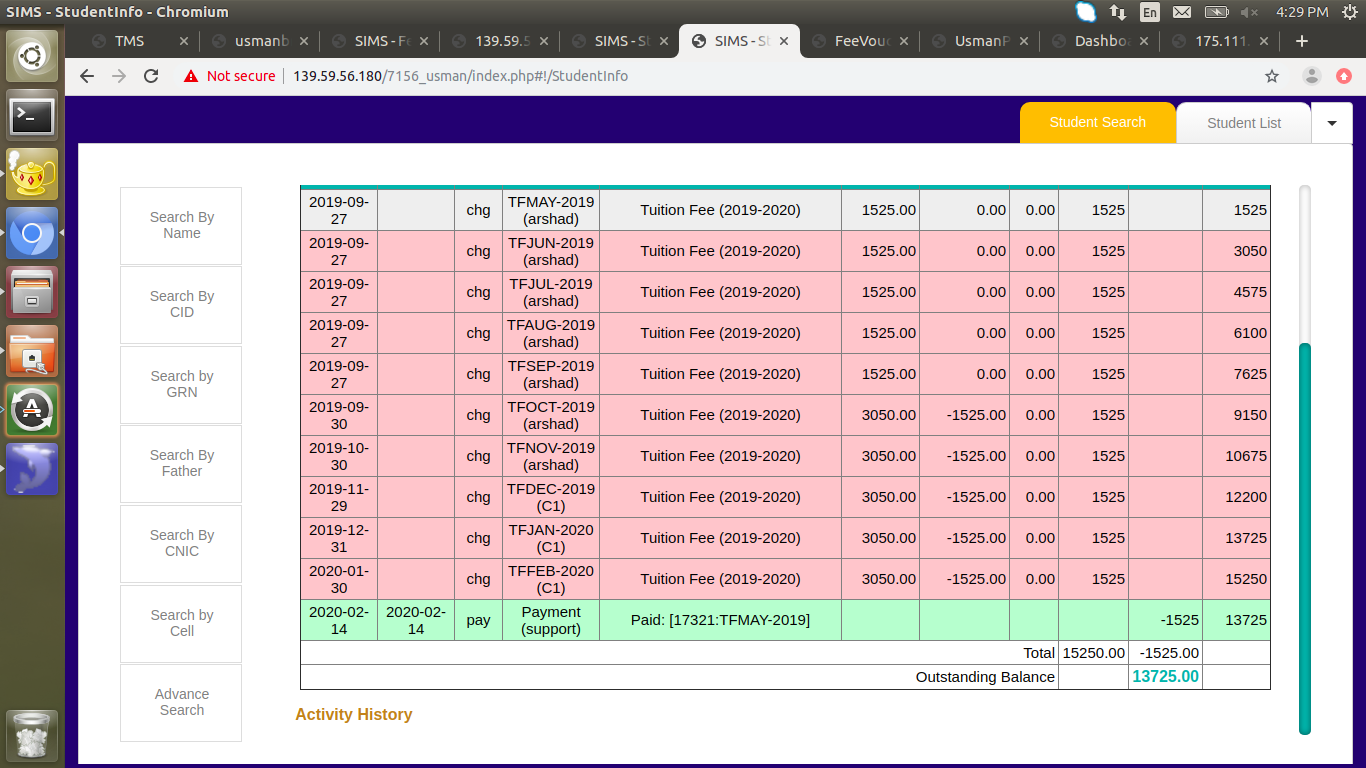 SIMS - StudentInfo - Chromium
En
4:29 PM
TMS
usmanb
SIMS - Fe
139.59.5
SIMS - St
SIMS - St
FeeVouc
UsmanP
Dashboa
175.111.
Not secure
139.59.56.180/7156_usman/index.php#!/StudentInfo
Student Search
Student List
Search By
Name
Search By
CID
Search by
GRN
Search By
Father
Search By
CNIC
Search by
Cell
Advance
Search
2019-09-27 chg TFMAY-2019 (arshad) Tuition Fee (2019-2020) 1525.00 0.00 0.00 1525 1525
2019-09-27 chg TFJUN-2019 (arshad) Tuition Fee (2019-2020) 1525.00 0.00 0.00 1525 3050
2019-09-27 chg TFJUL-2019 (arshad) Tuition Fee (2019-2020) 1525.00 0.00 0.00 1525 4575
2019-09-27 chg TFAUG-2019 (arshad) Tuition Fee (2019-2020) 1525.00 0.00 0.00 1525 6100
2019-09-27 chg TFSEP-2019 (arshad) Tuition Fee (2019-2020) 1525.00 0.00 0.00 1525 7625
2019-09-30 chg TFOCT-2019 (arshad) Tuition Fee (2019-2020) 3050.00 -1525.00 0.00 1525 9150
2019-10-30 chg TFNOV-2019 (arshad) Tuition Fee (2019-2020) 3050.00 -1525.00 0.00 1525 10675
2019-11-29 chg TFDEC-2019 (C1) Tuition Fee (2019-2020) 3050.00 -1525.00 0.00 1525 12200
2019-12-31 chg TFJAN-2020 (C1) Tuition Fee (2019-2020) 3050.00 -1525.00 0.00 1525 13725
2020-01-30 chg TFFEB-2020 (C1) Tuition Fee (2019-2020) 3050.00 -1525.00 0.00 1525 15250
2020-02-14 2020-02-14 pay Payment (support) Paid: [17321:TFMAY-2019] -1525 13725
Total 15250.00 -1525.00
Outstanding Balance 13725.00
Activity History